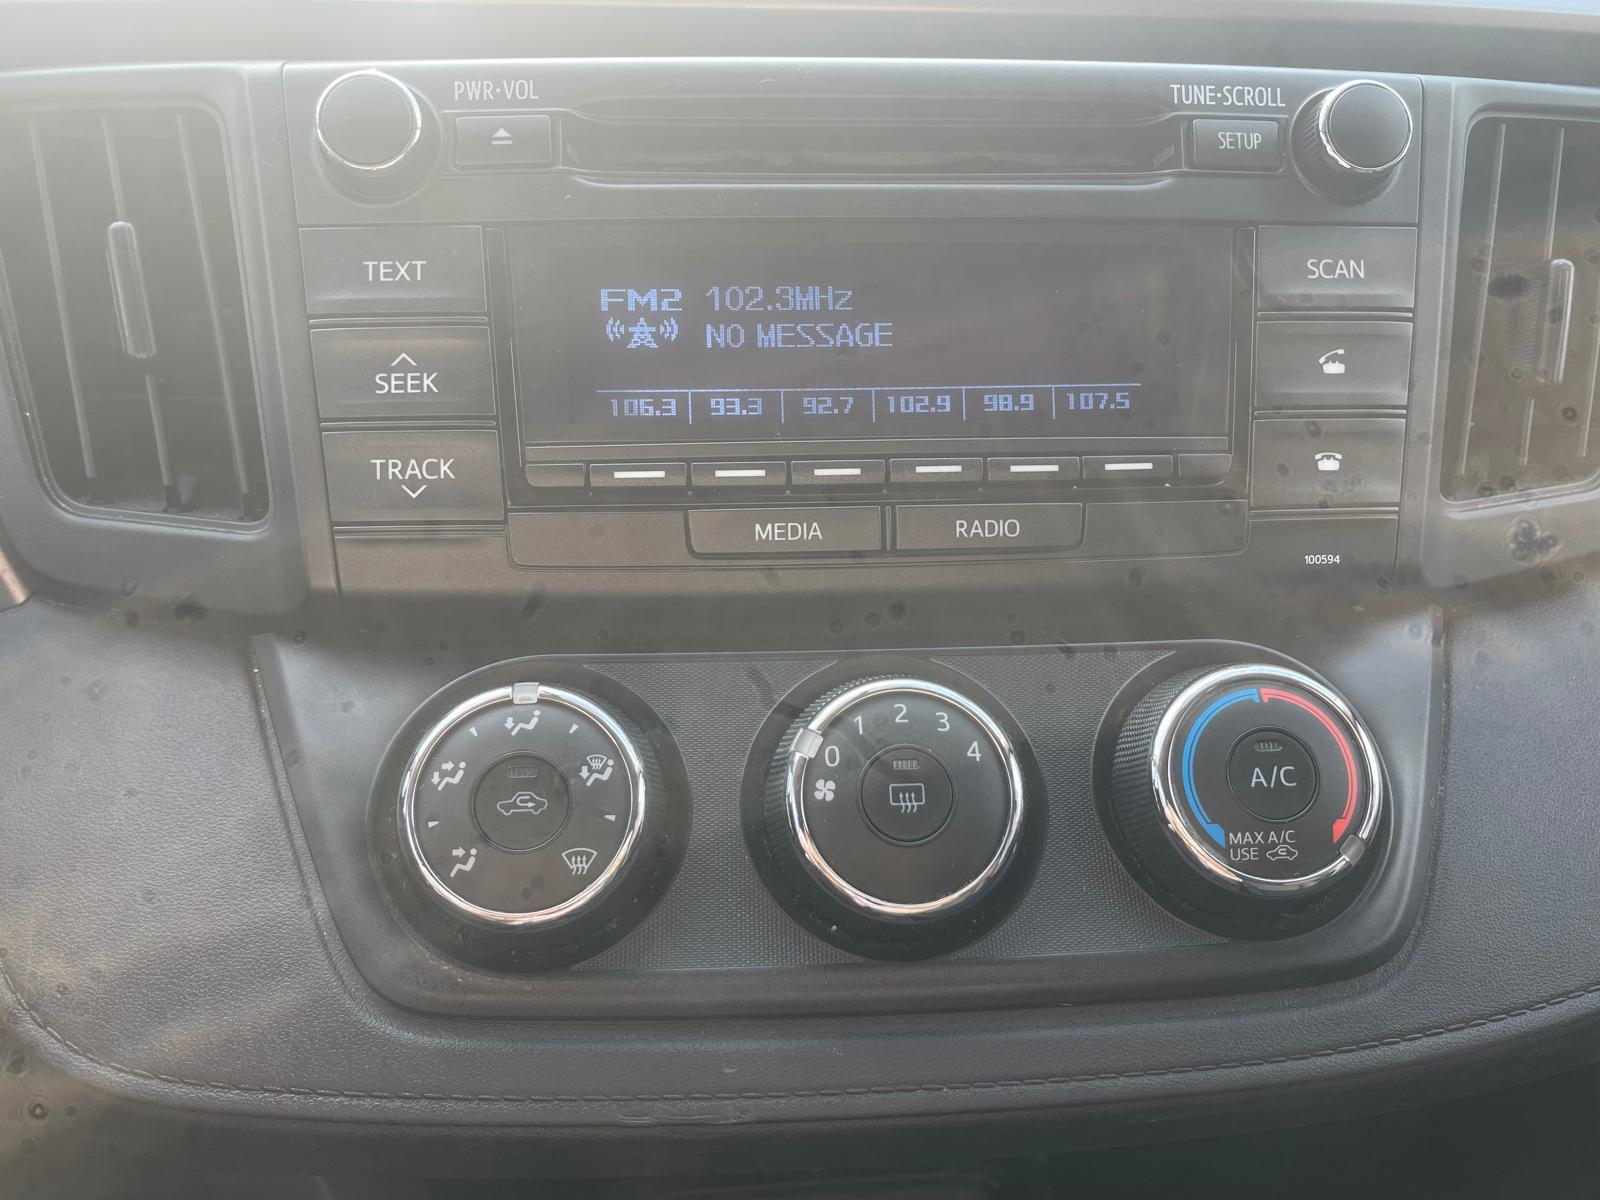 PWR·VOL
TUNE·SCROLL
SETUP
TEXT
SCAN
FM2 102.3MHz
NO MESSAGE
SEEK
106.3 93.3 92.7 102.9 98.9 107.5
TRACK
MEDIA
RADIO
100594
0 1 2 3 4
A/C
MAX A/C
USE